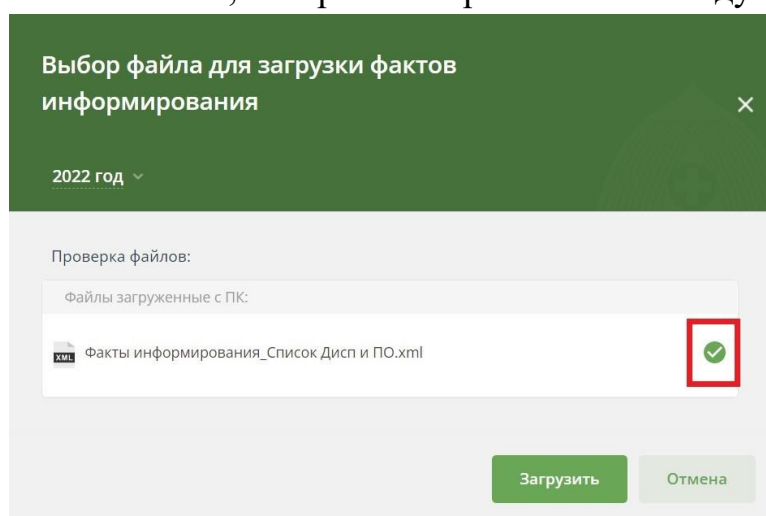 Выбор файла для загрузки фактов
информирования
2022 год
Проверка файлов:
Файлы загруженные с ПК:
XML Факты информирования_Список Дисп и ПО.xml
Загрузить Отмена